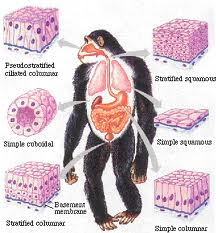 Pseudostratified
ciliated columnar
Stratified squamous
Simple cuboidal
Simple squamous
Basement
membrane
Stratified columnar
Simple columnar